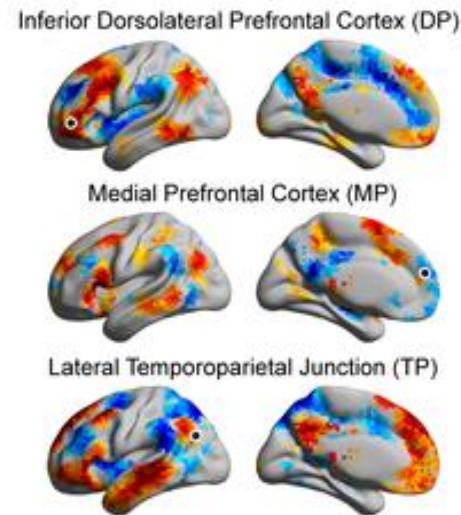 Inferior Dorsolateral Prefrontal Cortex (DP)
Medial Prefrontal Cortex (MP)
Lateral Temporoparietal Junction (TP)